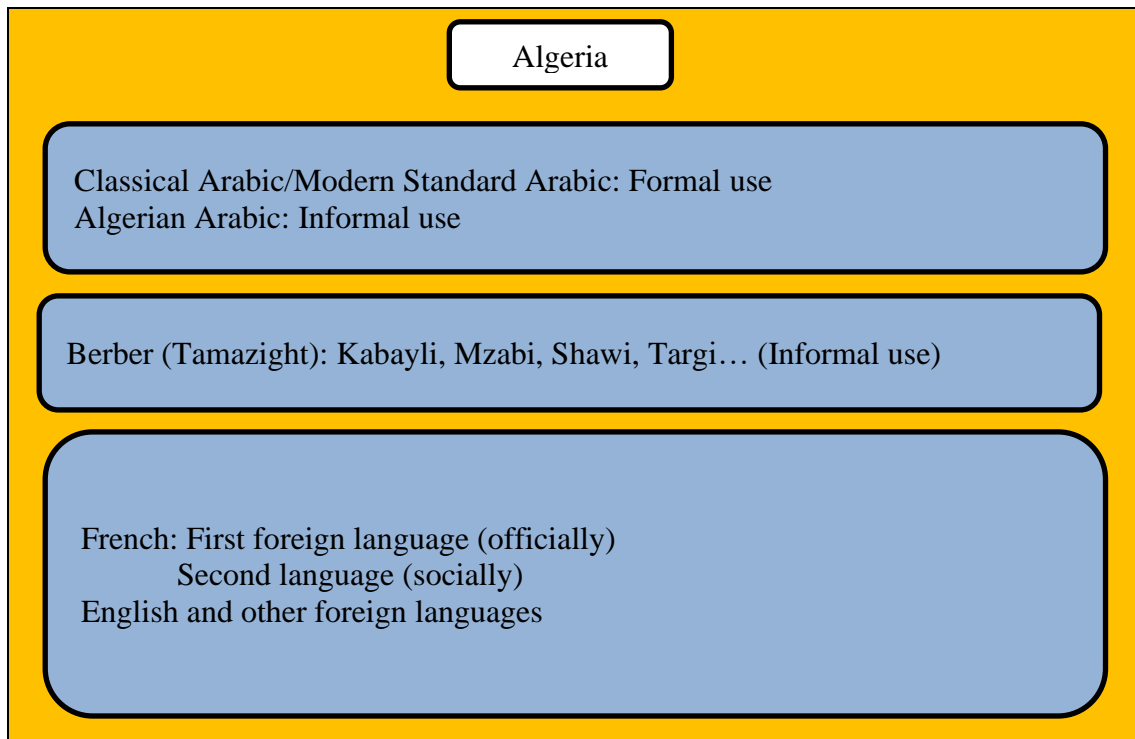 Algeria
Classical Arabic/Modern Standard Arabic: Formal use
Algerian Arabic: Informal use
Berber (Tamazight): Kabayli, Mzabi, Shawi, Targi… (Informal use)
French: First foreign language (officially)
Second language (socially)
English and other foreign languages